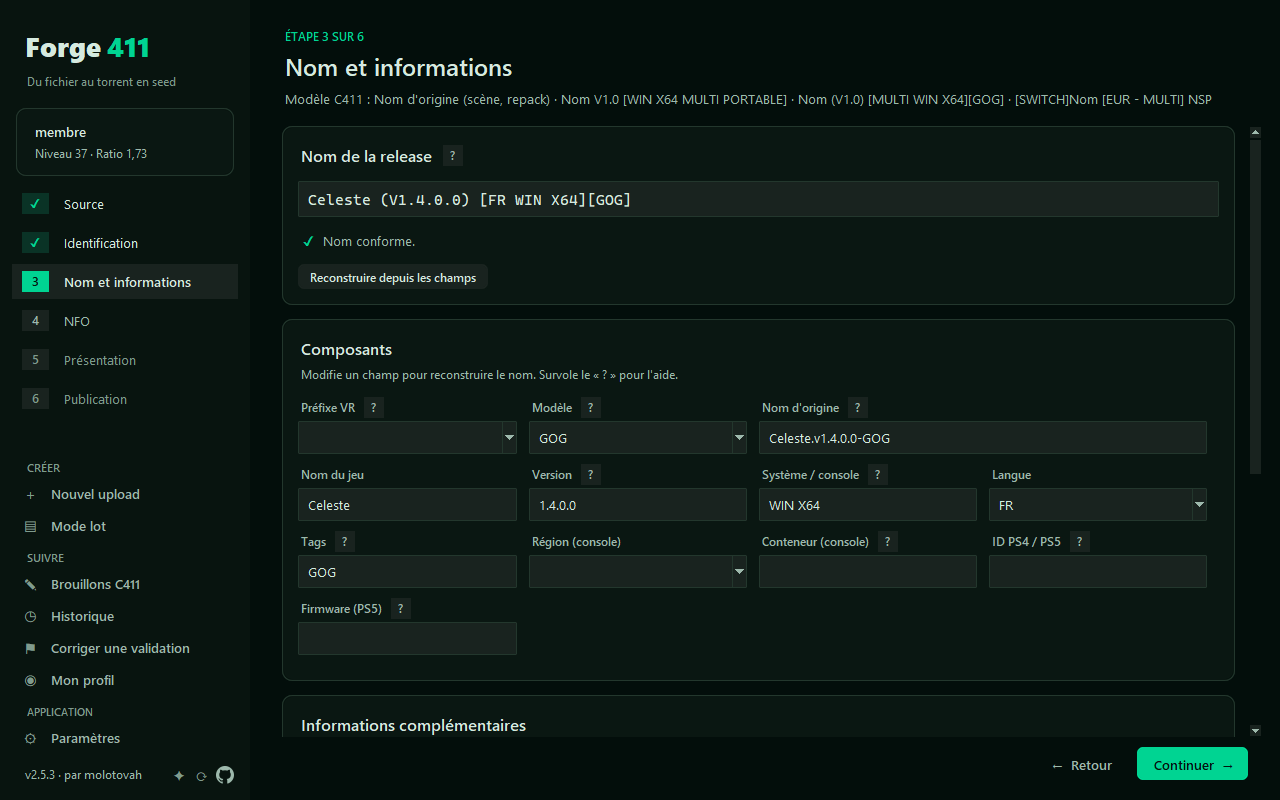 Forge 411
Du fichier au torrent en seed
membre
Niveau 37 · Ratio 1,73
✓ Source
✓ Identification
3 Nom et informations
4 NFO
5 Présentation
6 Publication
CRÉER
+ Nouvel upload
Mode lot
SUIVRE
Brouillons C411
Historique
Corriger une validation
Mon profil
APPLICATION
Paramètres
v2.5.3 · par molotovah
ÉTAPE 3 SUR 6
Nom et informations
Modèle C411 : Nom d'origine (scène, repack) · Nom V1.0 [WIN X64 MULTI PORTABLE] · Nom (V1.0) [MULTI WIN X64][GOG] · [SWITCH]Nom [EUR - MULTI] NSP
Nom de la release ?
Celeste (V1.4.0.0) [FR WIN X64][GOG]
✓ Nom conforme.
Reconstruire depuis les champs
Composants
Modifie un champ pour reconstruire le nom. Survole le « ? » pour l'aide.
Préfixe VR ? Modèle ? Nom d'origine ?
GOG Celeste.v1.4.0.0-GOG
Nom du jeu Version ? Système / console ? Langue
Celeste 1.4.0.0 WIN X64 FR
Tags ? Région (console) Conteneur (console) ? ID PS4 / PS5 ?
GOG
Firmware (PS5) ?
Informations complémentaires
← Retour Continuer →